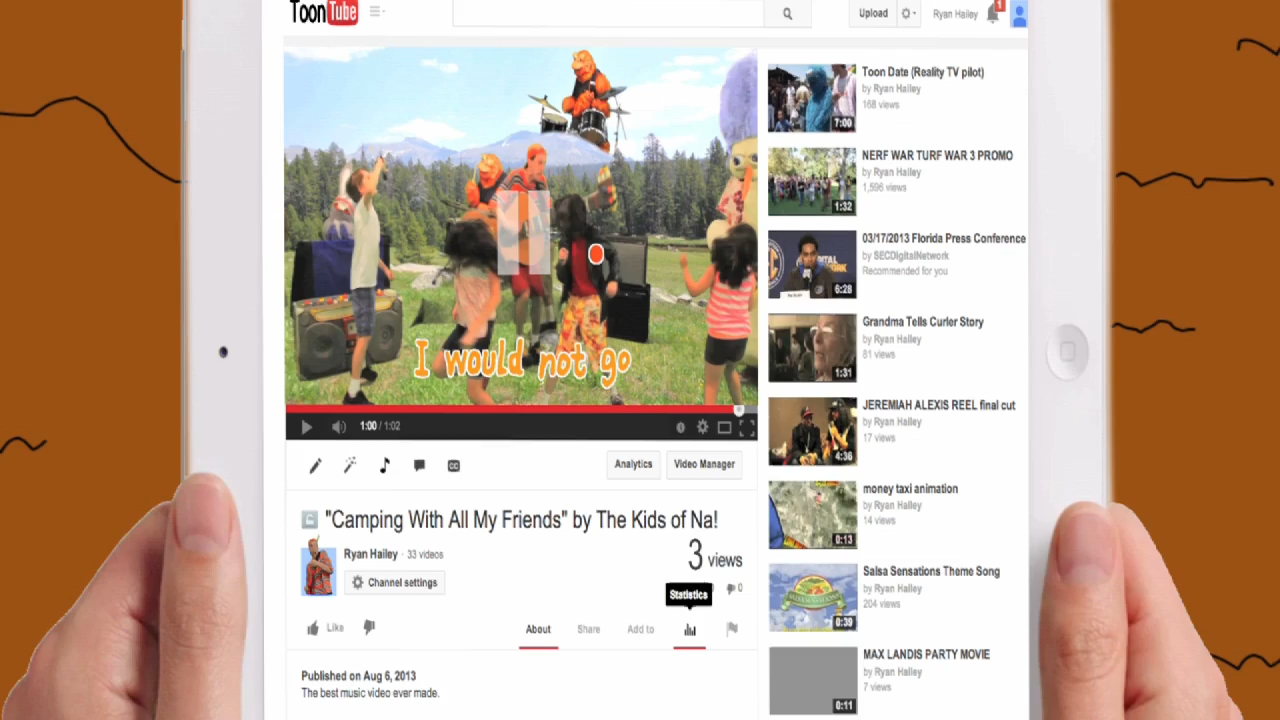 ToonTube
Upload
Ryan Hailey
1
I would not go
1:00 / 1:02
CC
Analytics
Video Manager
"Camping With All My Friends" by The Kids of Na!
Ryan Hailey · 33 videos
Channel settings
3 views
Statistics
0
Like
About
Share
Add to
Published on Aug 6, 2013
The best music video ever made.
7:00
Toon Date (Reality TV pilot)
by Ryan Hailey
168 views
1:32
NERF WAR TURF WAR 3 PROMO
by Ryan Hailey
1,596 views
6:28
03/17/2013 Florida Press Conference
by SECDigitalNetwork
Recommended for you
1:31
Grandma Tells Curler Story
by Ryan Hailey
81 views
4:36
JEREMIAH ALEXIS REEL final cut
by Ryan Hailey
17 views
0:13
money taxi animation
by Ryan Hailey
14 views
0:39
Salsa Sensations Theme Song
by Ryan Hailey
204 views
0:11
MAX LANDIS PARTY MOVIE
by Ryan Hailey
7 views